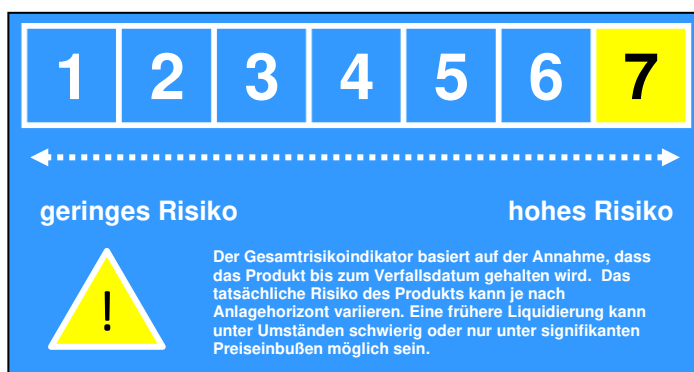 1 2 3 4 5 6 7
geringes Risiko hohes Risiko
!
Der Gesamtrisikoindikator basiert auf der Annahme, dass
das Produkt bis zum Verfallsdatum gehalten wird. Das
tatsächliche Risiko des Produkts kann je nach
Anlagehorizont variieren. Eine frühere Liquidierung kann
unter Umständen schwierig oder nur unter signifikanten
Preiseinbußen möglich sein.